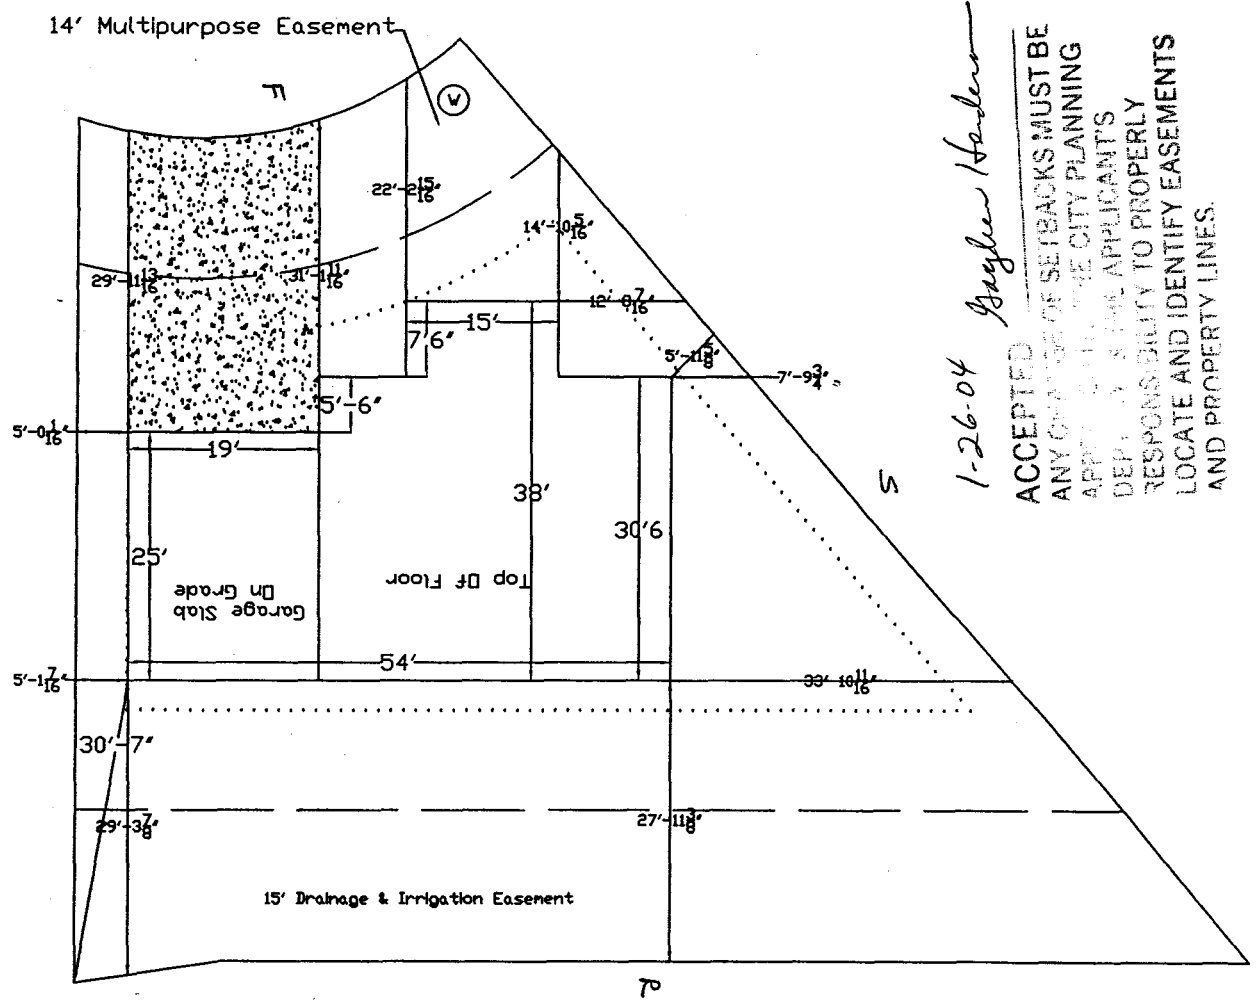 14' Multipurpose Easement
F
W
22'-2 15/16"
14'-10 5/16"
29'-11 13/16"
31'-1 11/16"
12'-8 7/16"
15'
7'6"
5'-11 5/8"
7'-9 3/4"
5'-6"
5'-0 1/16"
19'
38'
30'6
25'
Garage Slab
On Grade
Top Of Floor
54'
5'-1 7/16"
33' 10 11/16"
30'-7"
29'-3 7/8"
27'-11 3/8"
15' Drainage & Irrigation Easement
S
1-26-04
ACCEPTED
ANY CHANGE OF SETBACKS MUST BE
THE CITY PLANNING
THE APPLICANT'S
RESPONSIBILITY TO PROPERLY
LOCATE AND IDENTIFY EASEMENTS
AND PROPERTY LINES.